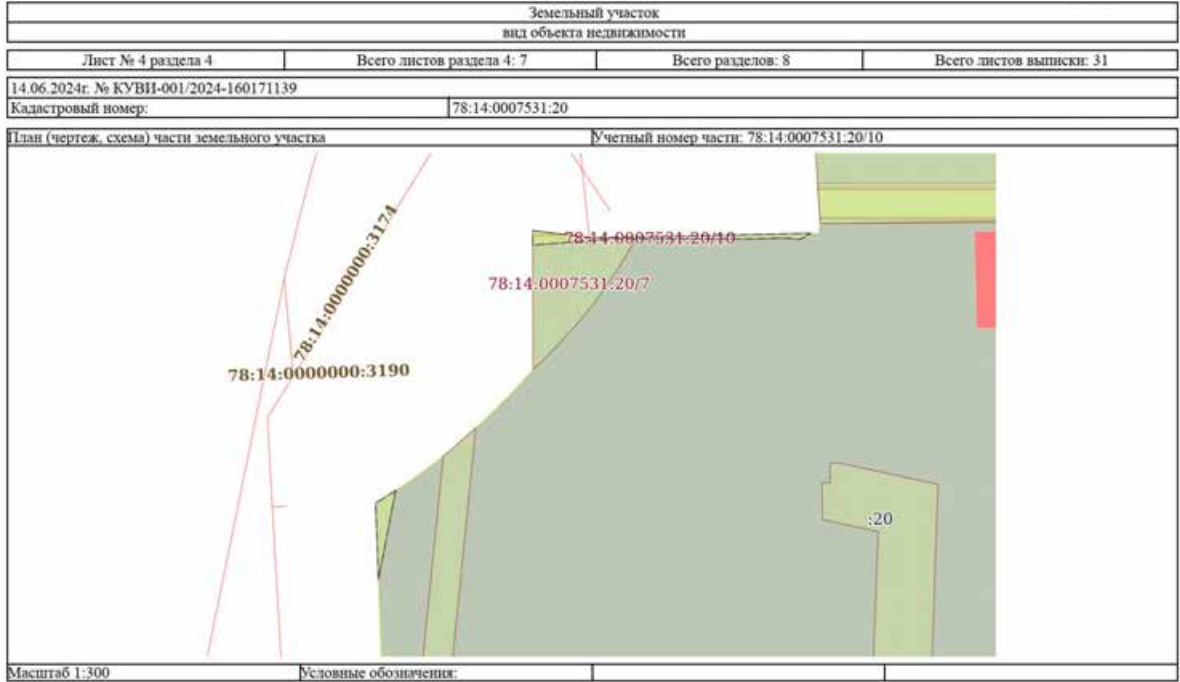 Земельный участок
вид объекта недвижимости
Лист № 4 раздела 4 Всего листов раздела 4: 7 Всего разделов: 8 Всего листов выписки: 31
14.06.2024г. № КУВИ-001/2024-160171139
Кадастровый номер: 78:14:0007531:20
План (чертеж, схема) части земельного участка Учетный номер части: 78:14:0007531:20/10
78:14:0000000:3174
78:14:0007531:20/10
78:14:0007531:20/7
78:14:0000000:3190
:20
Масштаб 1:300 Условные обозначения: